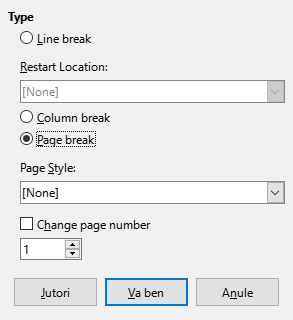 Type
Line break
Restart Location:
[None]
Column break
Page break
Page Style:
[None]
Change page number
1
Jutori
Va ben
Anule